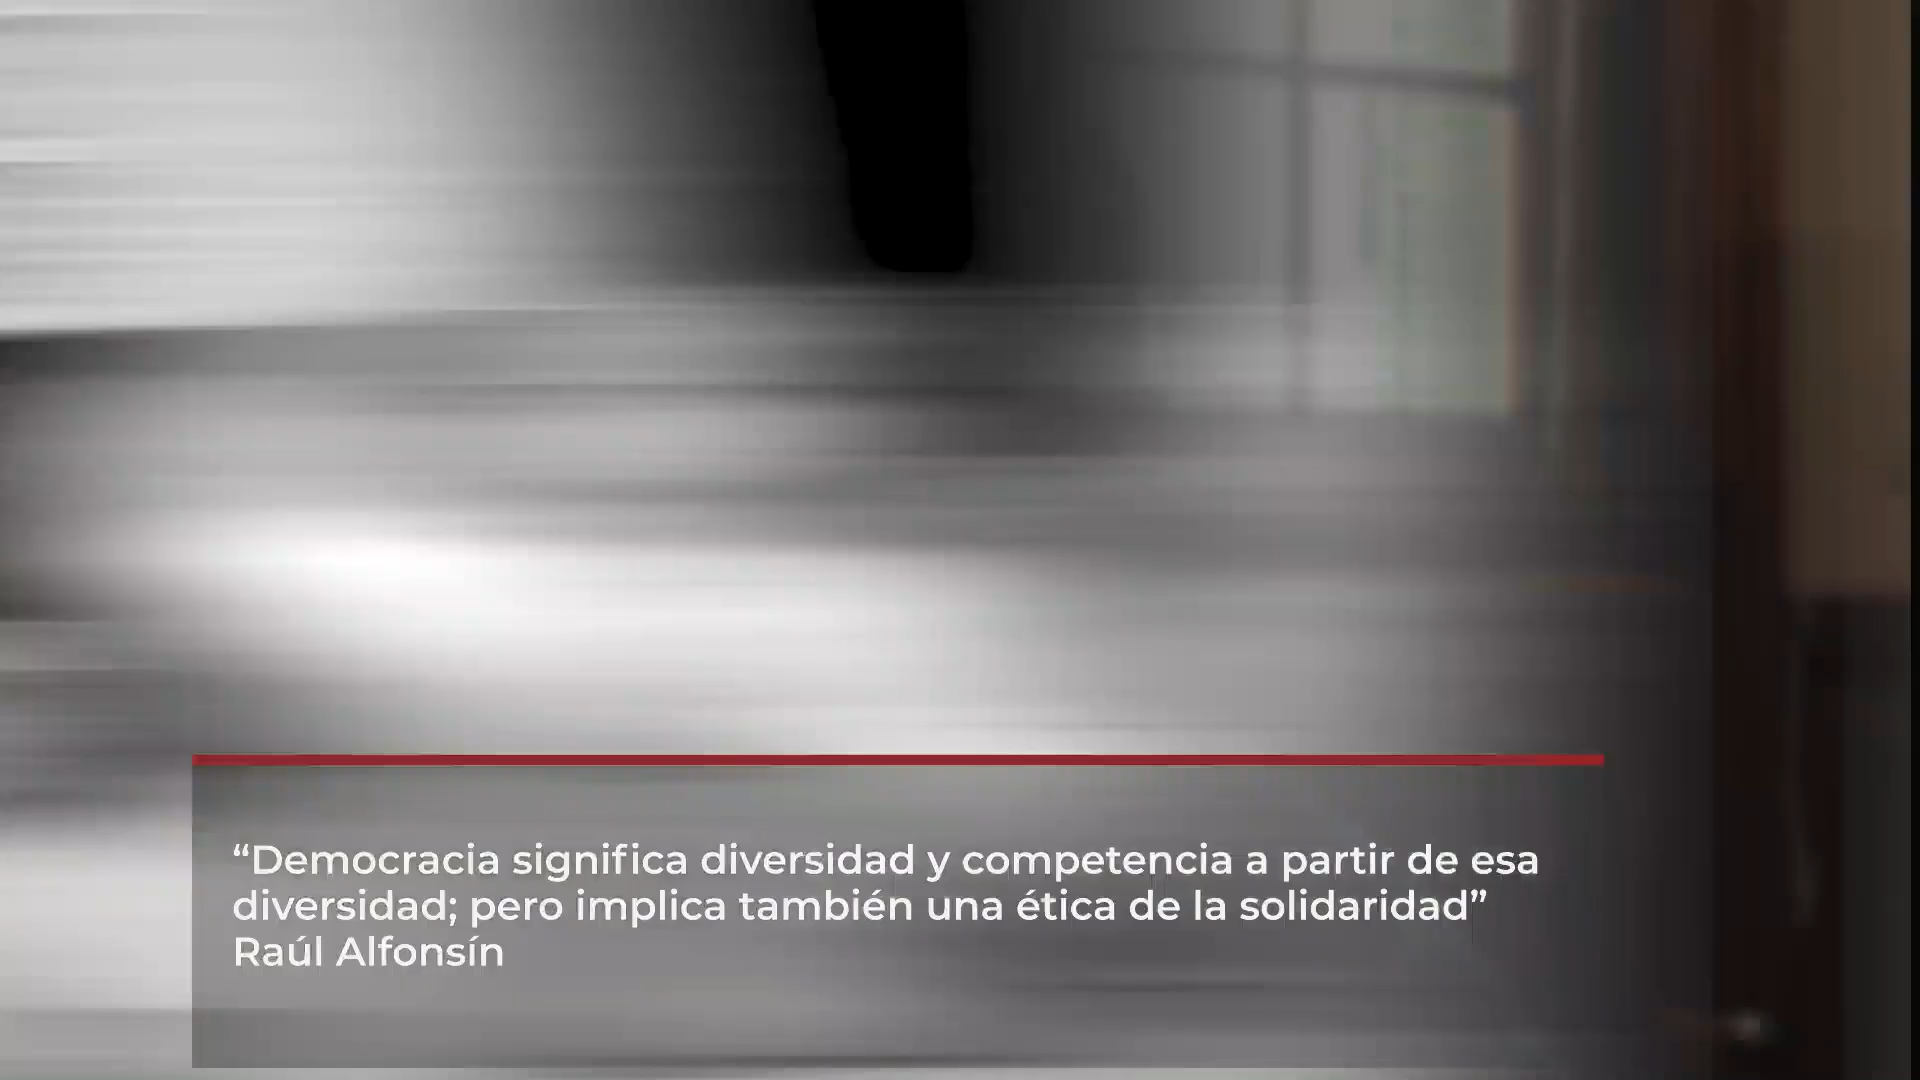 “Democracia significa diversidad y competencia a partir de esa
diversidad; pero implica también una ética de la solidaridad”
Raúl Alfonsín